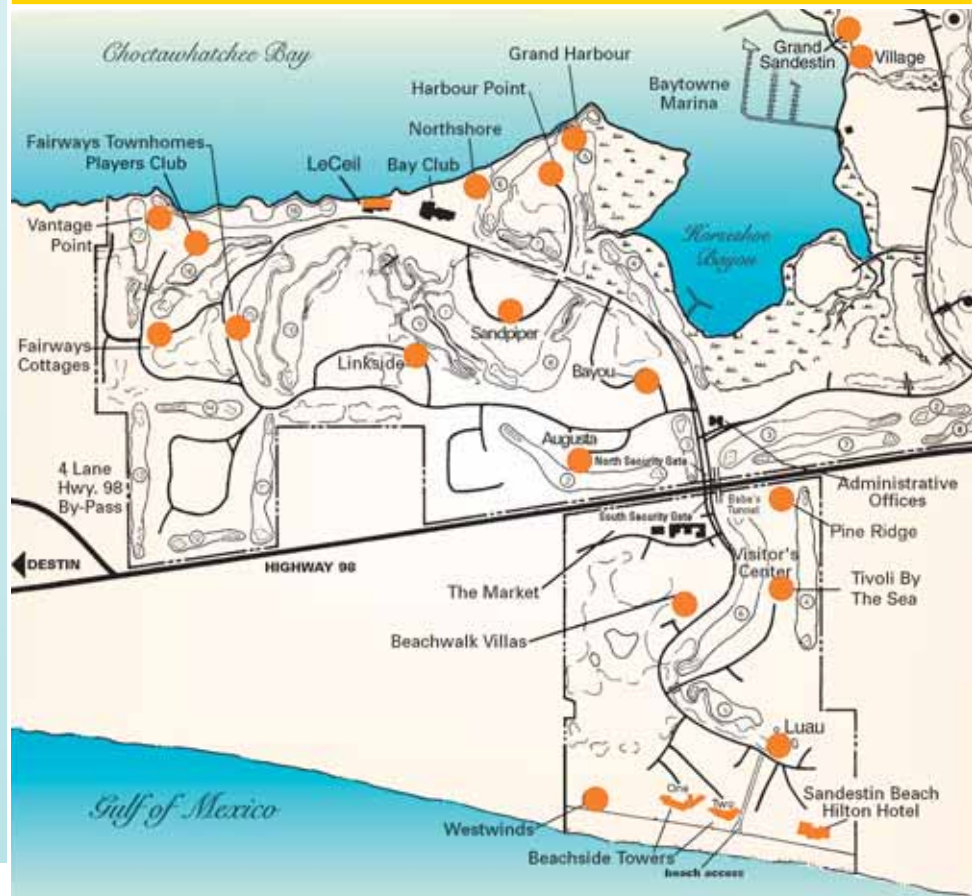 Choctawhatchee Bay
Grand Harbour
Grand
Sandestin
Village
Harbour Point
Baytowne
Marina
Northshore
Fairways Townhomes
Players Club
LeCeil
Bay Club
Vantage
Point
Horseshoe
Bayou
Sandpiper
Fairways
Cottages
Linkside
Bayou
Augusta
North Security Gate
4 Lane
Hwy. 98
By-Pass
Administrative
Offices
Babe's
Tunnel
South Security Gate
Pine Ridge
DESTIN
HIGHWAY 98
Visitor's
Center
The Market
Tivoli By
The Sea
Beachwalk Villas
Luau
One
Two
Sandestin Beach
Hilton Hotel
Gulf of Mexico
Westwinds
Beachside Towers
beach access